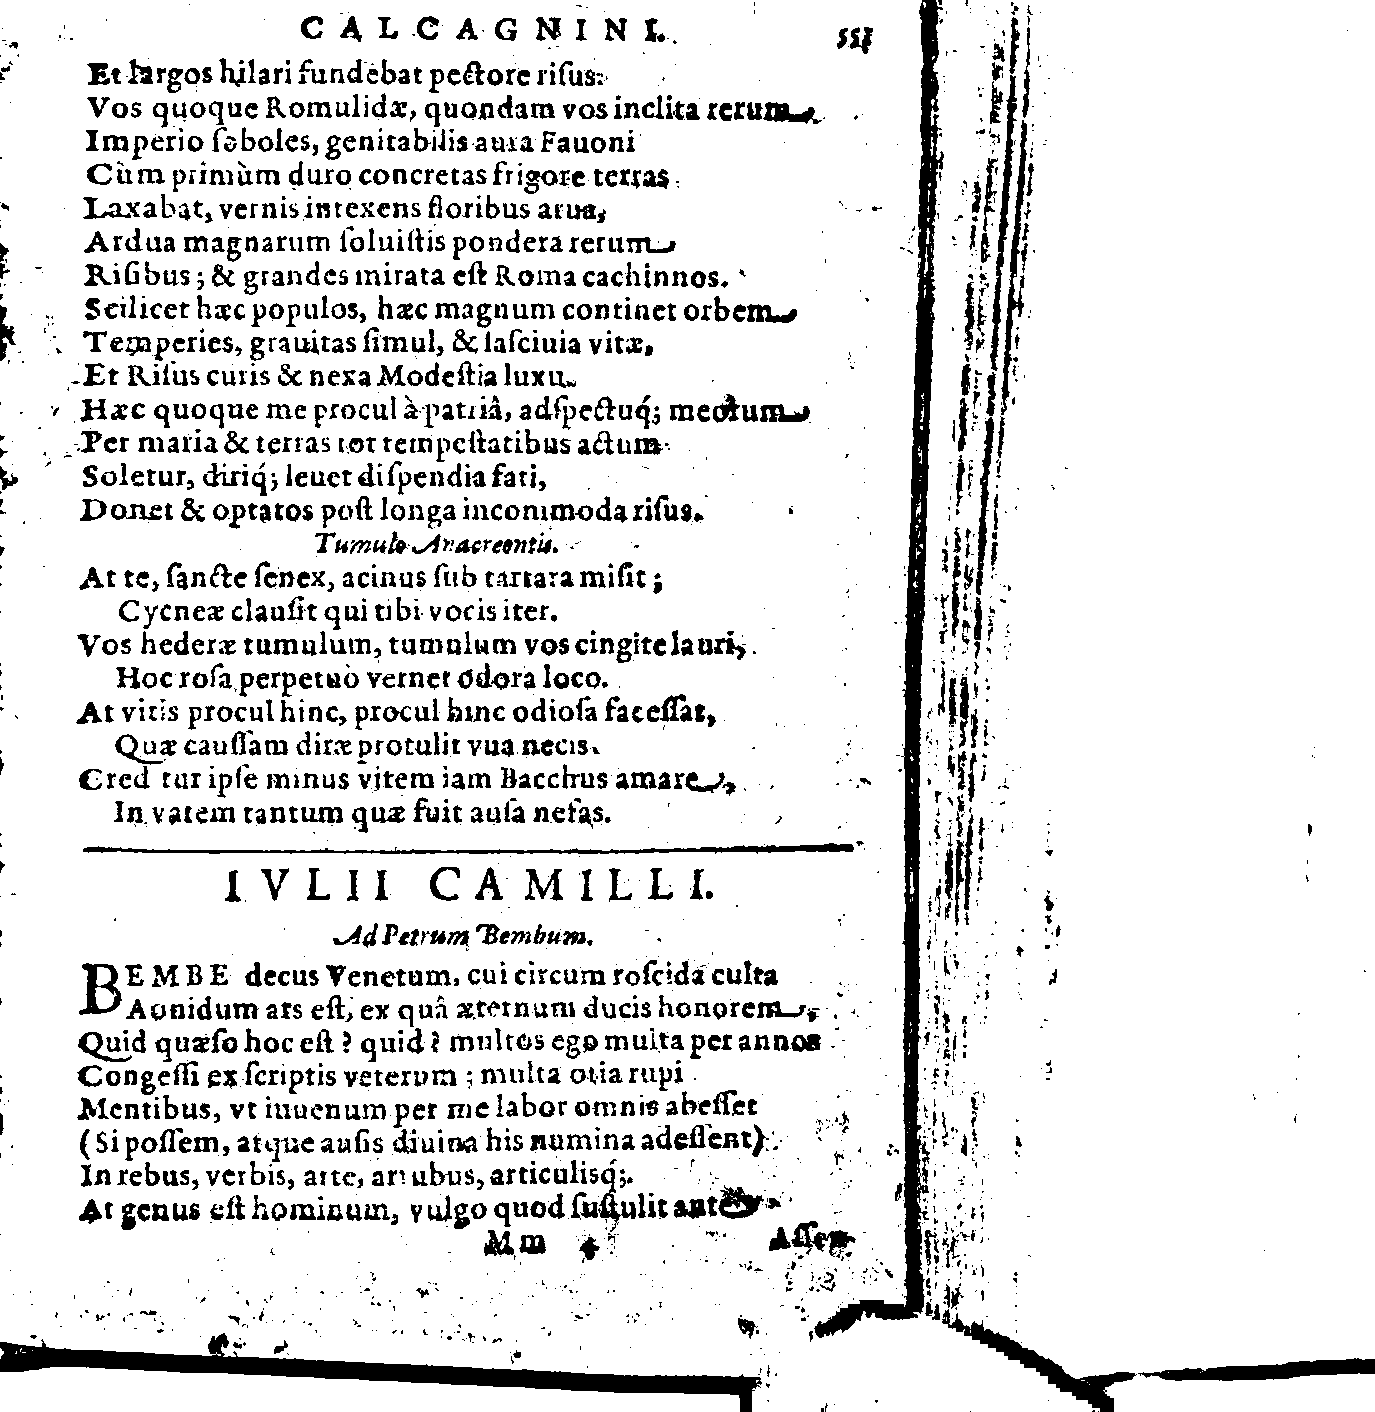 CALCAGNINI. 551
Et largos hilari fundebat pectore riſus:
Vos quoque Romulidæ, quondam vos inclita rerum
Imperio ſoboles, genitabilis aura Fauoni
Cùm primùm duro concretas frigore terras
Laxabat, vernis intexens floribus arua,
Ardua magnarum ſoluiſtis pondera rerum
Riſibus; & grandes mirata eſt Roma cachinnos.
Scilicet hæc populos, hæc magnum continet orbem
Temperies, grauitas ſimul, & laſciuia vitæ,
Et Riſus curis & nexa Modeſtia luxu.
Hæc quoque me procul à patriâ, adſpectuq́; meorum
Per maria & terras tot tempeſtatibus actum
Soletur, diriq́; leuet diſpendia fati,
Donet & optatos poſt longa incommoda riſus.
Tumulo Anacreontis.
At te, ſancte ſenex, acinus ſub tartara miſit;
Cycneæ clauſit qui tibi vocis iter.
Vos hederæ tumulum, tumulum vos cingite lauri,
Hoc roſa perpetuò vernet odora loco.
At vitis procul hinc, procul hinc odioſa faceſſat,
Quæ cauſſam diræ protulit vua necis.
Cred tur ipſe minus vitem iam Bacchus amare,
In vatem tantum quæ fuit auſa nefas.
IVLII CAMILLI.
Ad Petrum Bembum.
BEMBE decus Venetum, cui circum roſcida culta
Aonidum ars eſt, ex quâ æternum ducis honorem,
Quid quæſo hoc eſt? quid? multos ego multa per annos
Congeſſi ex ſcriptis veterum; multa otia rupi
Mentibus, vt iuuenum per me labor omnis abeſſet
(Si poſſem, atque auſis diuina his numina adeſſent)
In rebus, verbis, arte, artubus, articulisq́;.
At genus eſt hominum, vulgo quod ſuſtulit ante
Mm Aſſen-